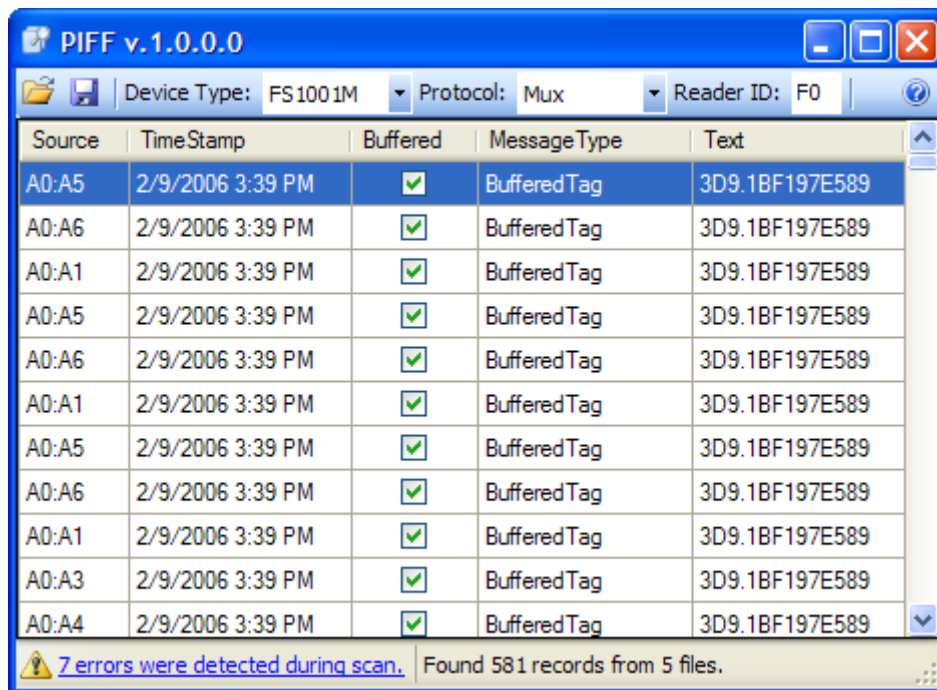 PIFF v.1.0.0.0
Device Type: FS1001M Protocol: Mux Reader ID: F0
Source TimeStamp Buffered MessageType Text
A0:A5 2/9/2006 3:39 PM BufferedTag 3D9.1BF197E589
A0:A6 2/9/2006 3:39 PM BufferedTag 3D9.1BF197E589
A0:A1 2/9/2006 3:39 PM BufferedTag 3D9.1BF197E589
A0:A5 2/9/2006 3:39 PM BufferedTag 3D9.1BF197E589
A0:A6 2/9/2006 3:39 PM BufferedTag 3D9.1BF197E589
A0:A1 2/9/2006 3:39 PM BufferedTag 3D9.1BF197E589
A0:A5 2/9/2006 3:39 PM BufferedTag 3D9.1BF197E589
A0:A6 2/9/2006 3:39 PM BufferedTag 3D9.1BF197E589
A0:A1 2/9/2006 3:39 PM BufferedTag 3D9.1BF197E589
A0:A3 2/9/2006 3:39 PM BufferedTag 3D9.1BF197E589
A0:A4 2/9/2006 3:39 PM BufferedTag 3D9.1BF197E589
7 errors were detected during scan. Found 581 records from 5 files.